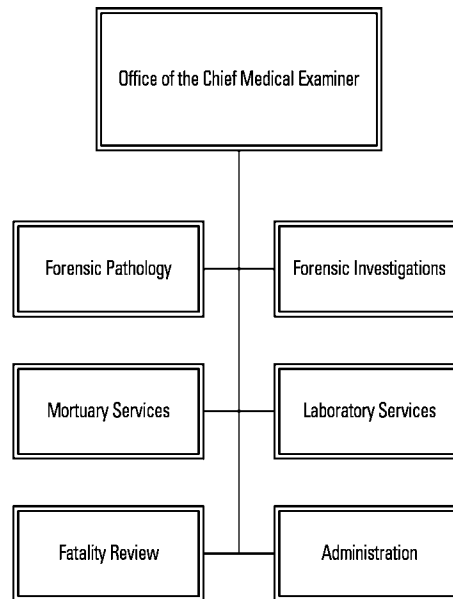 Office of the Chief Medical Examiner
Forensic Pathology
Forensic Investigations
Mortuary Services
Laboratory Services
Fatality Review
Administration